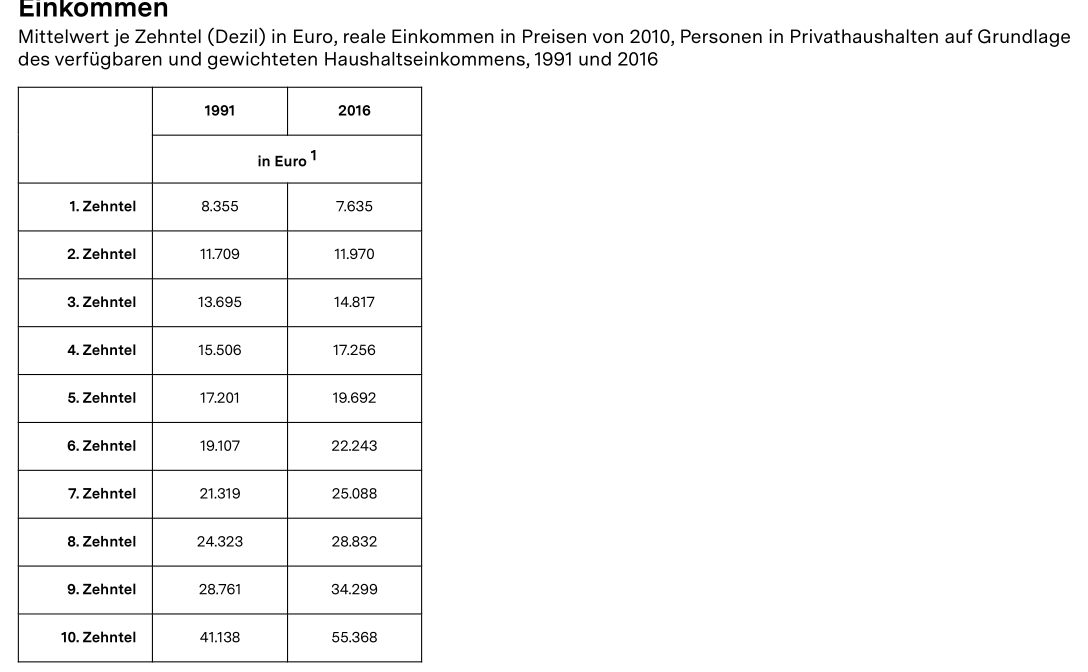 Einkommen
Mittelwert je Zehntel (Dezil) in Euro, reale Einkommen in Preisen von 2010, Personen in Privathaushalten auf Grundlage
des verfügbaren und gewichteten Haushaltseinkommens, 1991 und 2016
1991 2016
in Euro 1
1. Zehntel 8.355 7.635
2. Zehntel 11.709 11.970
3. Zehntel 13.695 14.817
4. Zehntel 15.506 17.256
5. Zehntel 17.201 19.692
6. Zehntel 19.107 22.243
7. Zehntel 21.319 25.088
8. Zehntel 24.323 28.832
9. Zehntel 28.761 34.299
10. Zehntel 41.138 55.368